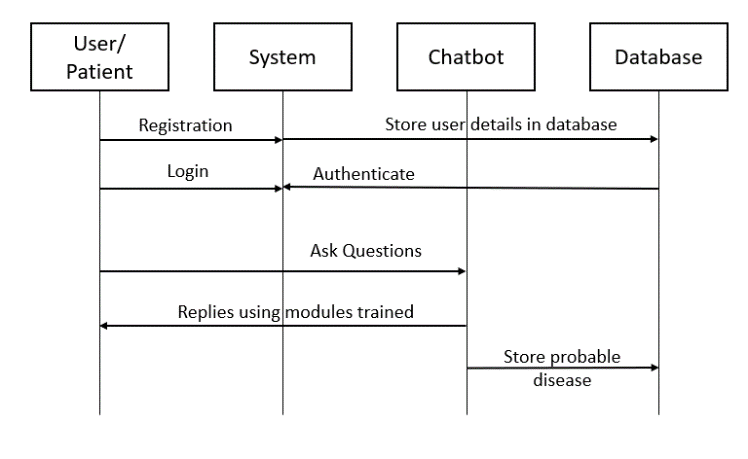 User/
Patient
System
Chatbot
Database
Registration
Store user details in database
Login
Authenticate
Ask Questions
Replies using modules trained
Store probable
disease